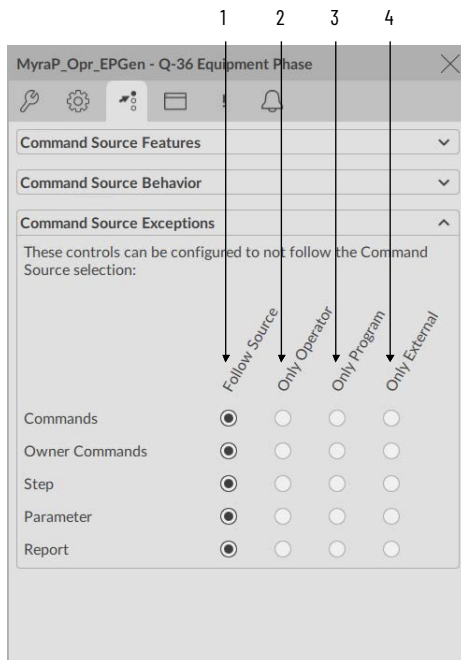 1 2 3 4
MyraP_Opr_EPGen - Q-36 Equipment Phase
Command Source Features
Command Source Behavior
Command Source Exceptions
These controls can be configured to not follow the Command
Source selection:
Follow Source Only Operator Only Program Only External
Commands
Owner Commands
Step
Parameter
Report